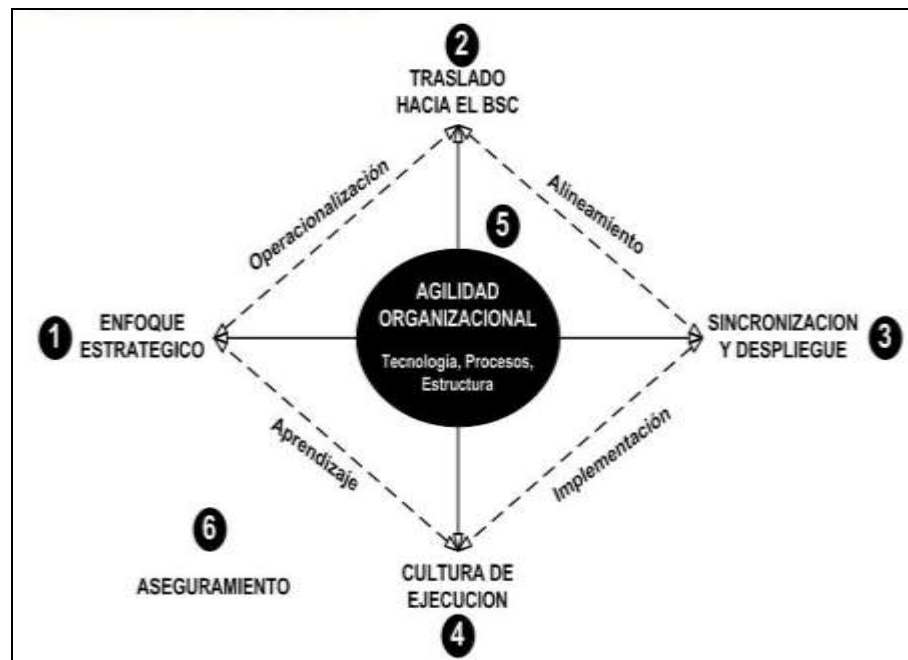 2
TRASLADO
HACIA EL BSC
Operacionalización
Alineamiento
5
AGILIDAD
ORGANIZACIONAL
Tecnología, Procesos,
Estructura
1
ENFOQUE
ESTRATEGICO
SINCRONIZACION
Y DESPLIEGUE
3
Aprendizaje
Implementación
6
ASEGURAMIENTO
CULTURA DE
EJECUCION
4